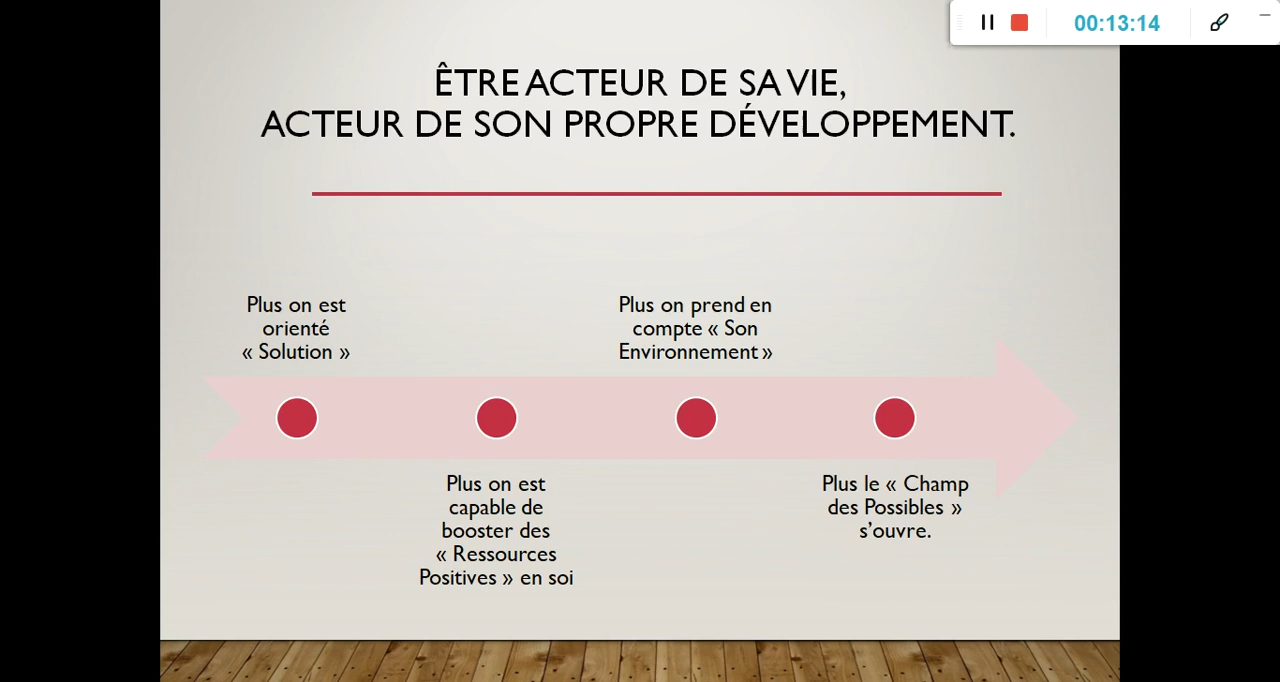 00:13:14
ÊTRE ACTEUR DE SA VIE,
ACTEUR DE SON PROPRE DÉVELOPPEMENT.
Plus on est
orienté
« Solution »
Plus on est
capable de
booster des
« Ressources
Positives » en soi
Plus on prend en
compte « Son
Environnement »
Plus le « Champ
des Possibles »
s’ouvre.